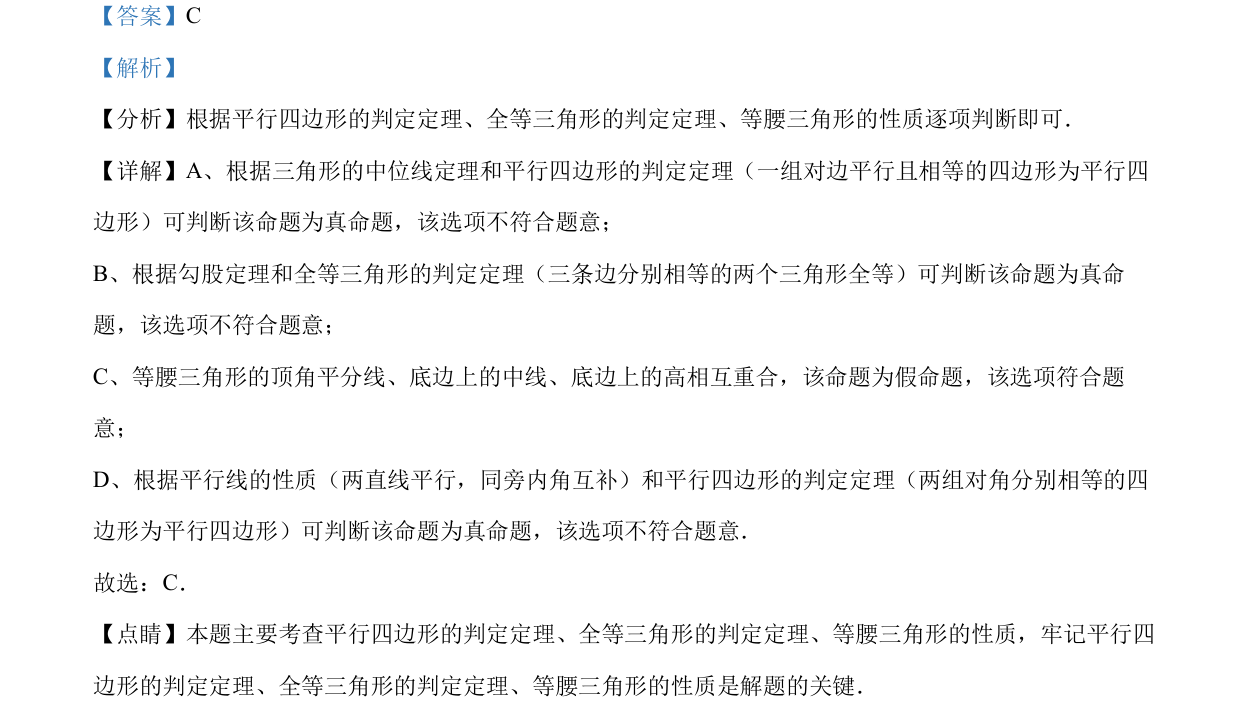 【答案】C
【解析】
【分析】根据平行四边形的判定定理、全等三角形的判定定理、等腰三角形的性质逐项判断即可．
【详解】A、根据三角形的中位线定理和平行四边形的判定定理（一组对边平行且相等的四边形为平行四
边形）可判断该命题为真命题，该选项不符合题意；
B、根据勾股定理和全等三角形的判定定理（三条边分别相等的两个三角形全等）可判断该命题为真命
题，该选项不符合题意；
C、等腰三角形的顶角平分线、底边上的中线、底边上的高相互重合，该命题为假命题，该选项符合题
意；
D、根据平行线的性质（两直线平行，同旁内角互补）和平行四边形的判定定理（两组对角分别相等的四
边形为平行四边形）可判断该命题为真命题，该选项不符合题意．
故选：C．
【点睛】本题主要考查平行四边形的判定定理、全等三角形的判定定理、等腰三角形的性质，牢记平行四
边形的判定定理、全等三角形的判定定理、等腰三角形的性质是解题的关键．